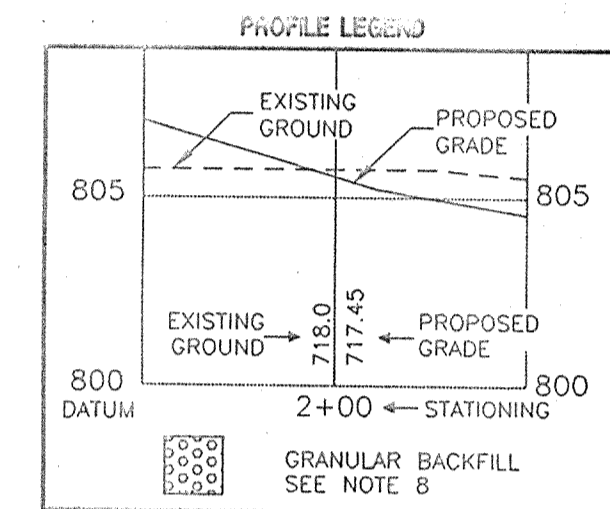 PROFILE LEGEND
EXISTING
GROUND
PROPOSED
GRADE
805
805
EXISTING
GROUND
718.0
717.45
PROPOSED
GRADE
800
800
DATUM
2+00
STATIONING
GRANULAR BACKFILL
SEE NOTE 8